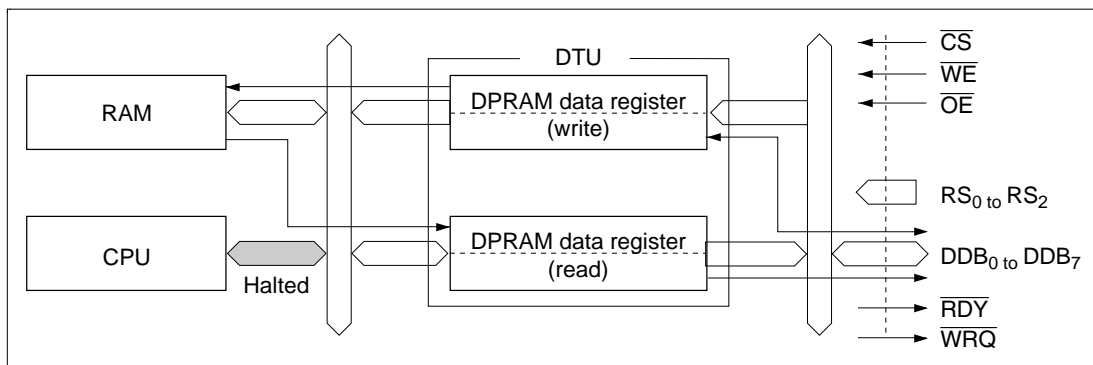 DTU
RAM
DPRAM data register
(write)
CPU
Halted
DPRAM data register
(read)
CS
WE
OE
RS0 to RS2
DDB0 to DDB7
RDY
WRQ